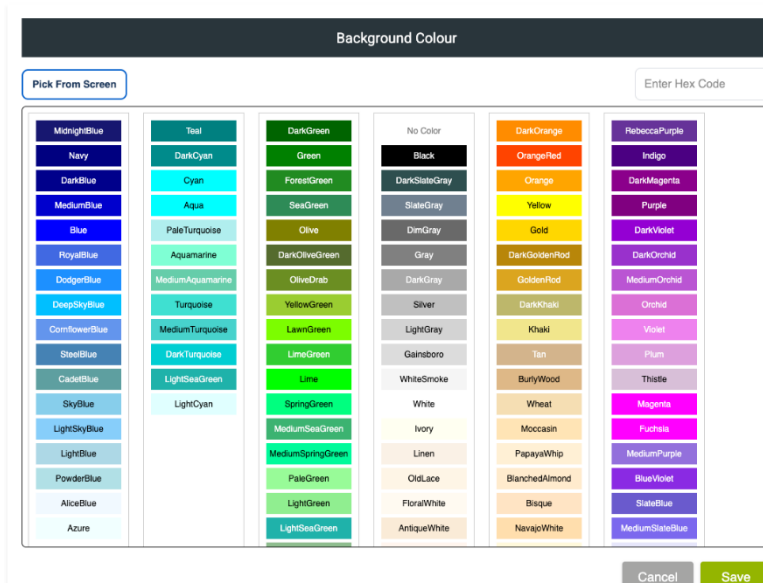 Background Colour
Pick From Screen
Enter Hex Code
MidnightBlue
Navy
DarkBlue
MediumBlue
Blue
RoyalBlue
DodgerBlue
DeepSkyBlue
CornflowerBlue
SteelBlue
CadetBlue
SkyBlue
LightSkyBlue
LightBlue
PowderBlue
AliceBlue
Azure
Teal
DarkCyan
Cyan
Aqua
PaleTurquoise
Aquamarine
MediumAquamarine
Turquoise
MediumTurquoise
DarkTurquoise
LightSeaGreen
LightCyan
DarkGreen
Green
ForestGreen
SeaGreen
Olive
DarkOliveGreen
OliveDrab
YellowGreen
LawnGreen
LimeGreen
Lime
SpringGreen
MediumSeaGreen
MediumSpringGreen
PaleGreen
LightGreen
LightSeaGreen
No Color
Black
DarkSlateGray
SlateGray
DimGray
Gray
DarkGray
Silver
LightGray
Gainsboro
WhiteSmoke
White
Ivory
Linen
OldLace
FloralWhite
AntiqueWhite
DarkOrange
OrangeRed
Orange
Yellow
Gold
DarkGoldenRod
GoldenRod
DarkKhaki
Khaki
Tan
BurlyWood
Wheat
Moccasin
PapayaWhip
BlanchedAlmond
Bisque
NavajoWhite
RebeccaPurple
Indigo
DarkMagenta
Purple
DarkViolet
DarkOrchid
MediumOrchid
Orchid
Violet
Plum
Thistle
Magenta
Fuchsia
MediumPurple
BlueViolet
SlateBlue
MediumSlateBlue
Cancel
Save